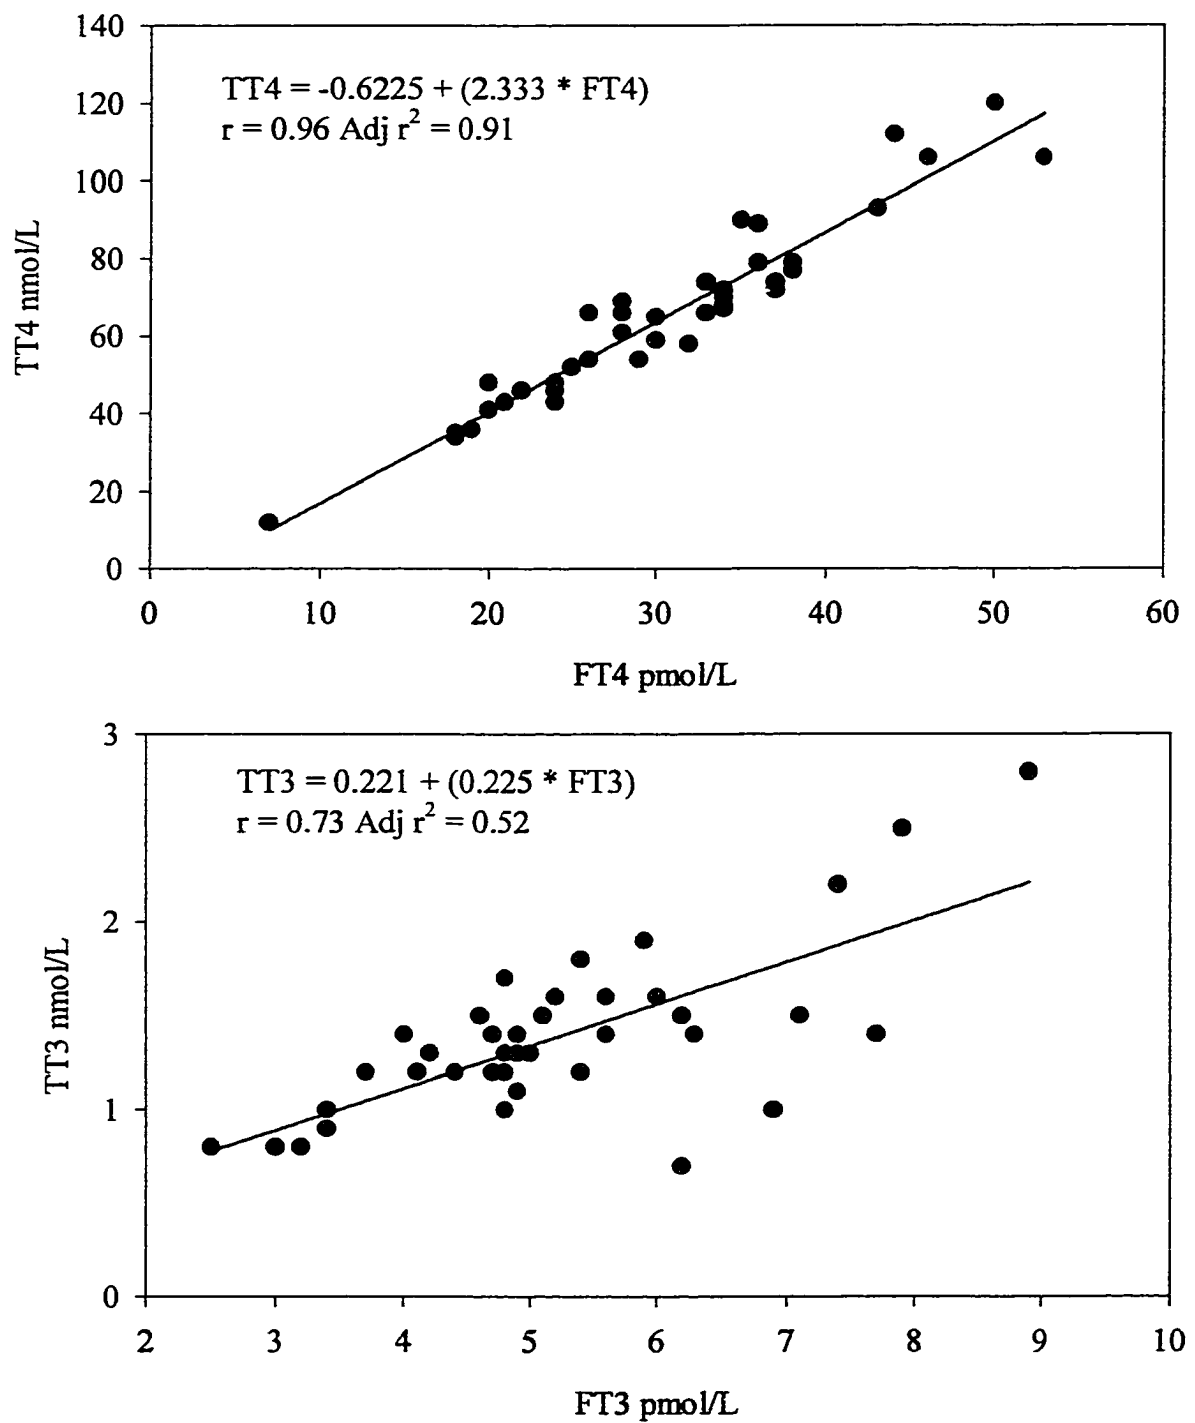 140
TT4 = -0.6225 + (2.333 * FT4)
r = 0.96 Adj r² = 0.91
120
100
80
60
40
20
0
TT4 nmol/L
0 10 20 30 40 50 60
FT4 pmol/L
3
TT3 = 0.221 + (0.225 * FT3)
r = 0.73 Adj r² = 0.52
2
1
0
TT3 nmol/L
2 3 4 5 6 7 8 9 10
FT3 pmol/L